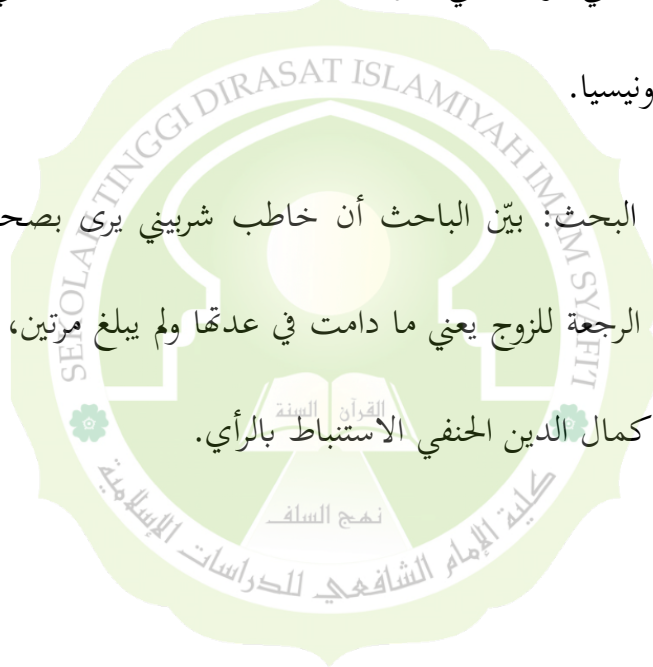 ونيسيا.
SEKOLAH TINGGI DIRASAT ISLAMIYAH IMAM SYAFI'I
البحث: بيّن الباحث أن خاطب شربيني يرى بصح
الرجعة للزوج يعني ما دامت في عدتها ولم يبلغ مرتين،
القرآن السنة
كمال الدين الحنفي الاستنباط بالرأي.
نهج السلف
كلية الإمام الشافعي للدراسات الإسلامية